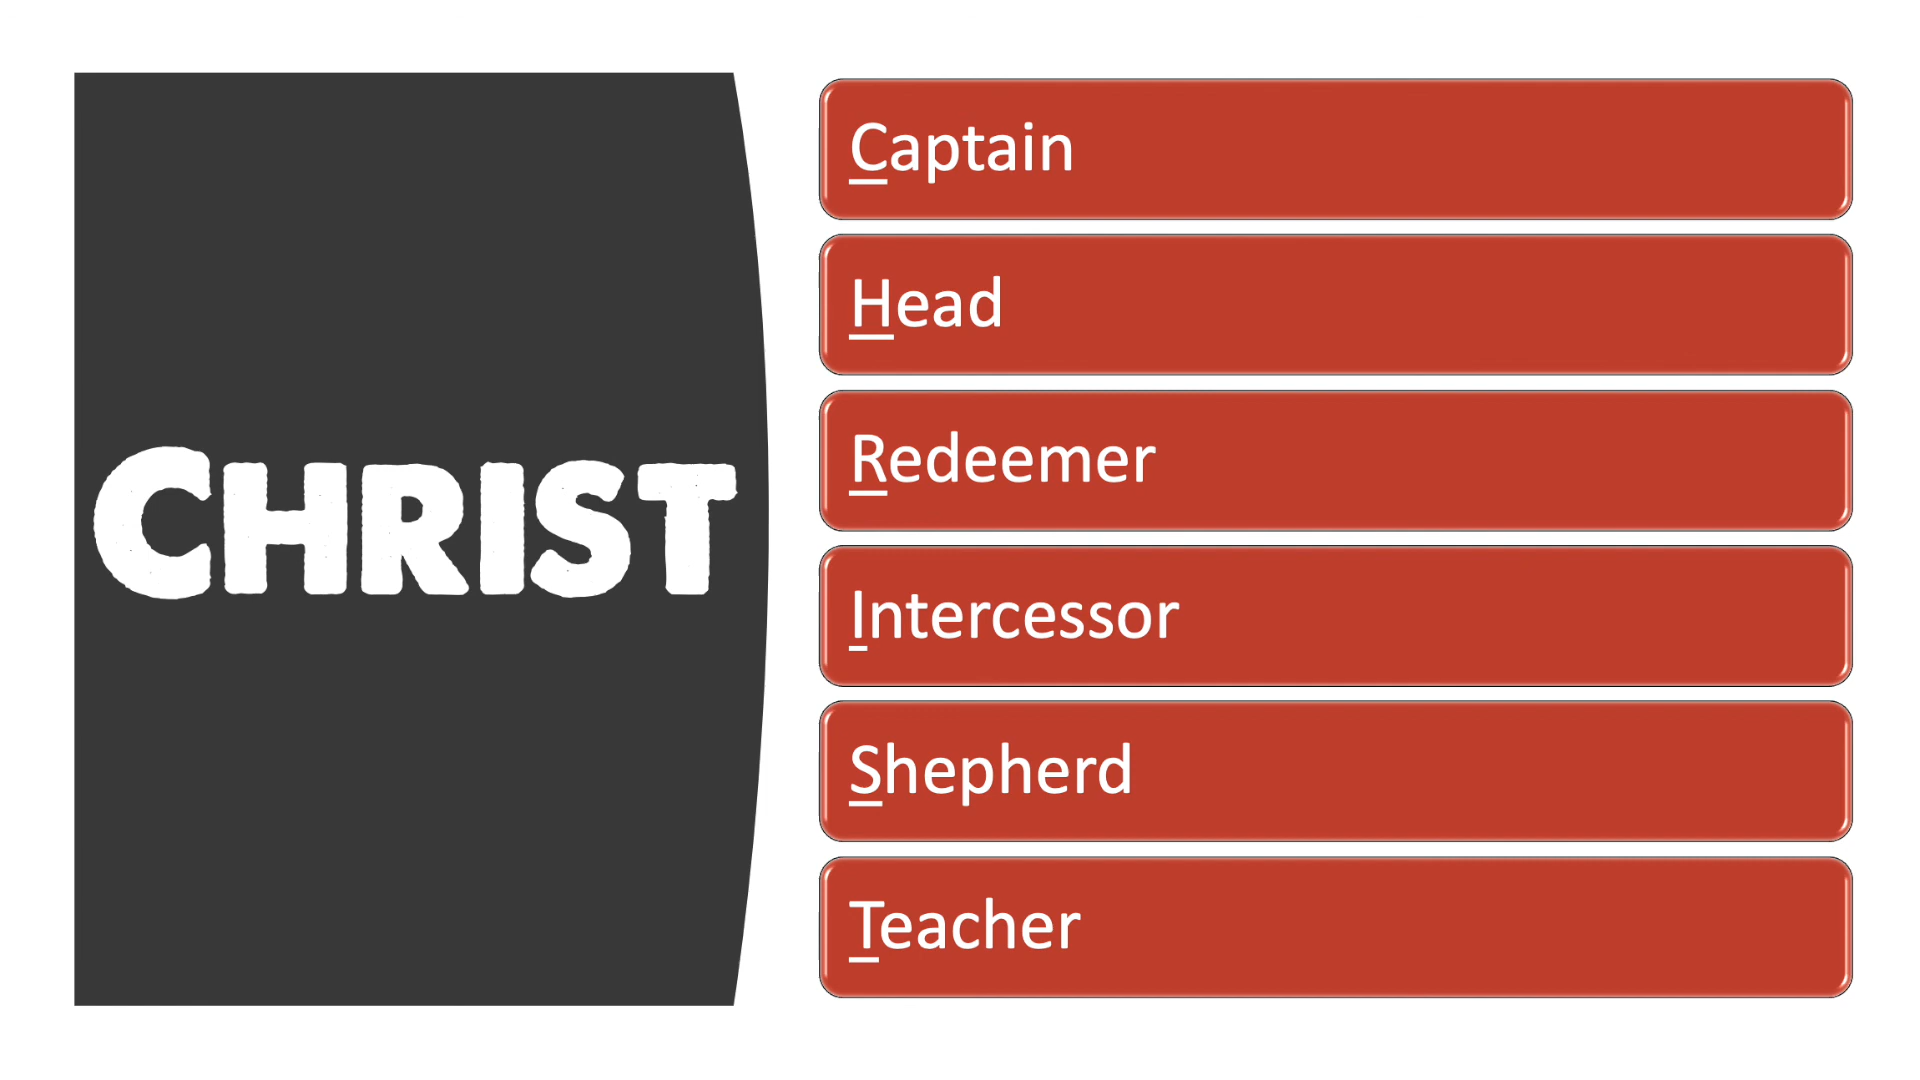 CHRIST
Captain
Head
Redeemer
Intercessor
Shepherd
Teacher